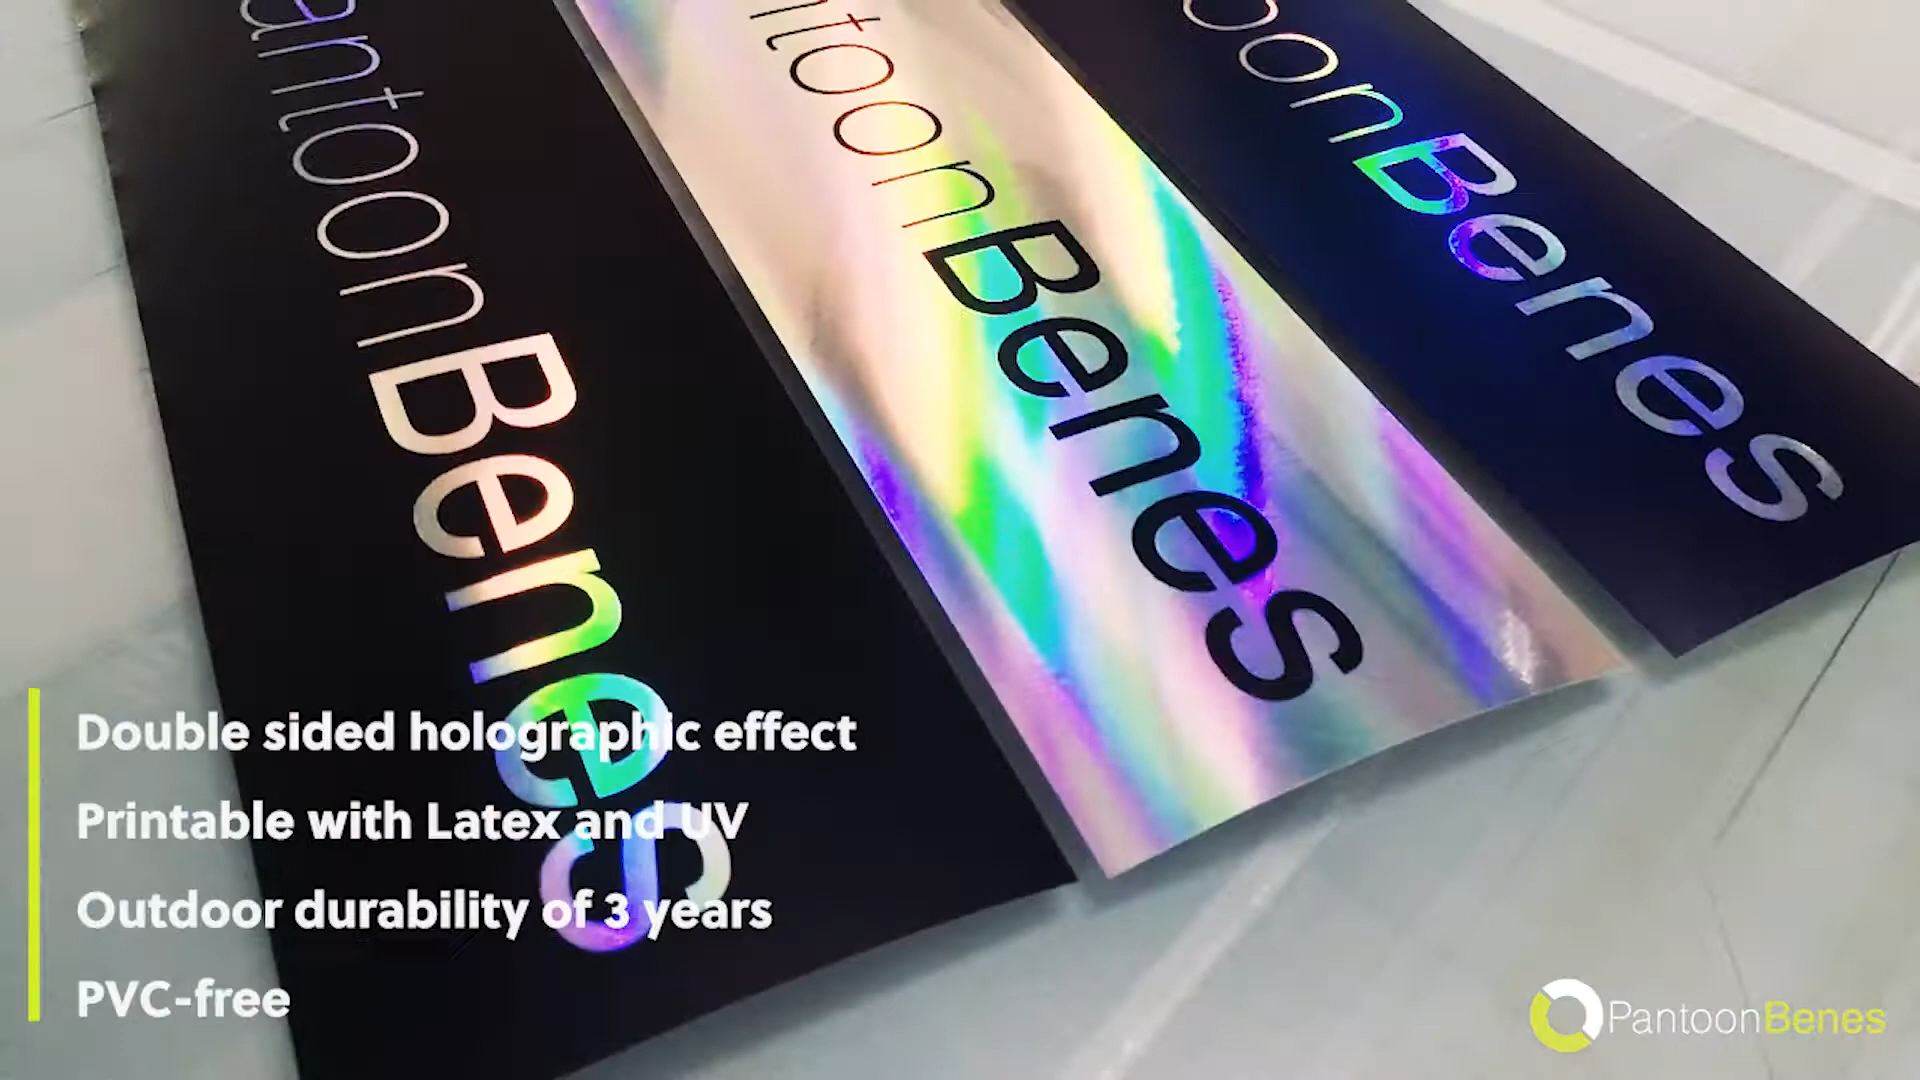 antoonBenes
ntoonBenes
oonBenes
Double sided holographic effect
Printable with Latex and UV
Outdoor durability of 3 years
PVC-free
PantoonBenes